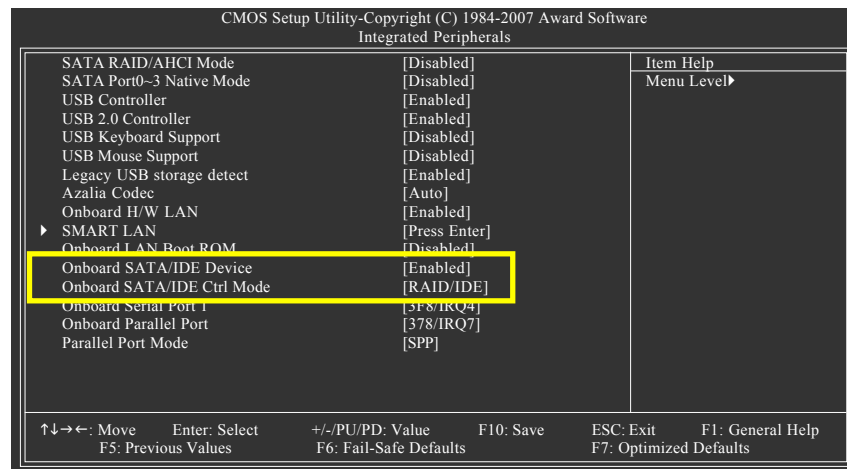 CMOS Setup Utility-Copyright (C) 1984-2007 Award Software
Integrated Peripherals
SATA RAID/AHCI Mode [Disabled] Item Help
SATA Port0~3 Native Mode [Disabled] Menu Level▶
USB Controller [Enabled]
USB 2.0 Controller [Enabled]
USB Keyboard Support [Disabled]
USB Mouse Support [Disabled]
Legacy USB storage detect [Enabled]
Azalia Codec [Auto]
Onboard H/W LAN [Enabled]
▶ SMART LAN [Press Enter]
Onboard LAN Boot ROM [Disabled]
Onboard SATA/IDE Device [Enabled]
Onboard SATA/IDE Ctrl Mode [RAID/IDE]
Onboard Serial Port 1 [3F8/IRQ4]
Onboard Parallel Port [378/IRQ7]
Parallel Port Mode [SPP]
↑↓→←: Move Enter: Select +/-/PU/PD: Value F10: Save ESC: Exit F1: General Help
F5: Previous Values F6: Fail-Safe Defaults F7: Optimized Defaults